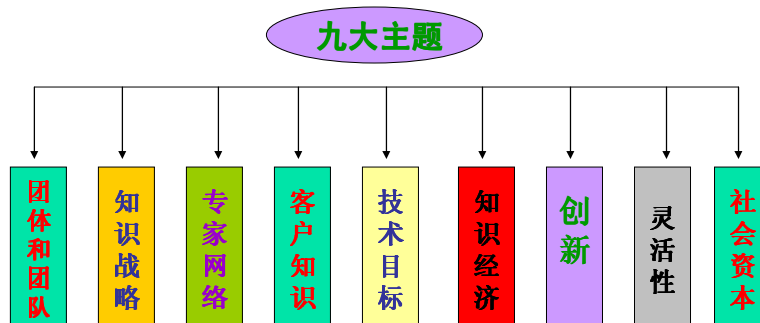 九大主题
团体和团队
知识战略
专家网络
客户知识
技术目标
知识经济
创新
灵活性
社会资本